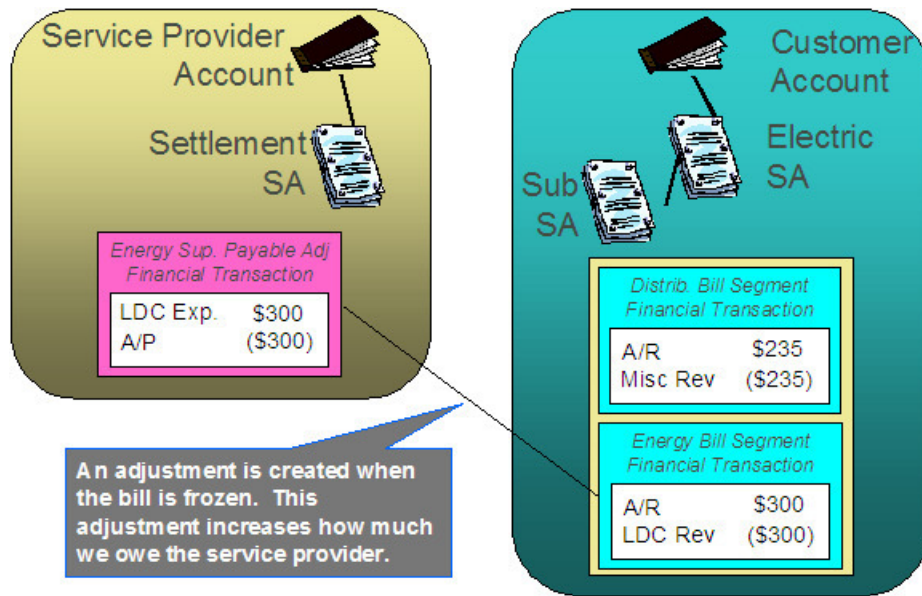 Service Provider
Account
Settlement
SA
Energy Sup. Payable Adj
Financial Transaction
LDC Exp. $300
A/P ($300)
An adjustment is created when
the bill is frozen. This
adjustment increases how much
we owe the service provider.
Customer
Account
Electric
SA
Sub
SA
Distrib. Bill Segment
Financial Transaction
A/R $235
Misc Rev ($235)
Energy Bill Segment
Financial Transaction
A/R $300
LDC Rev ($300)